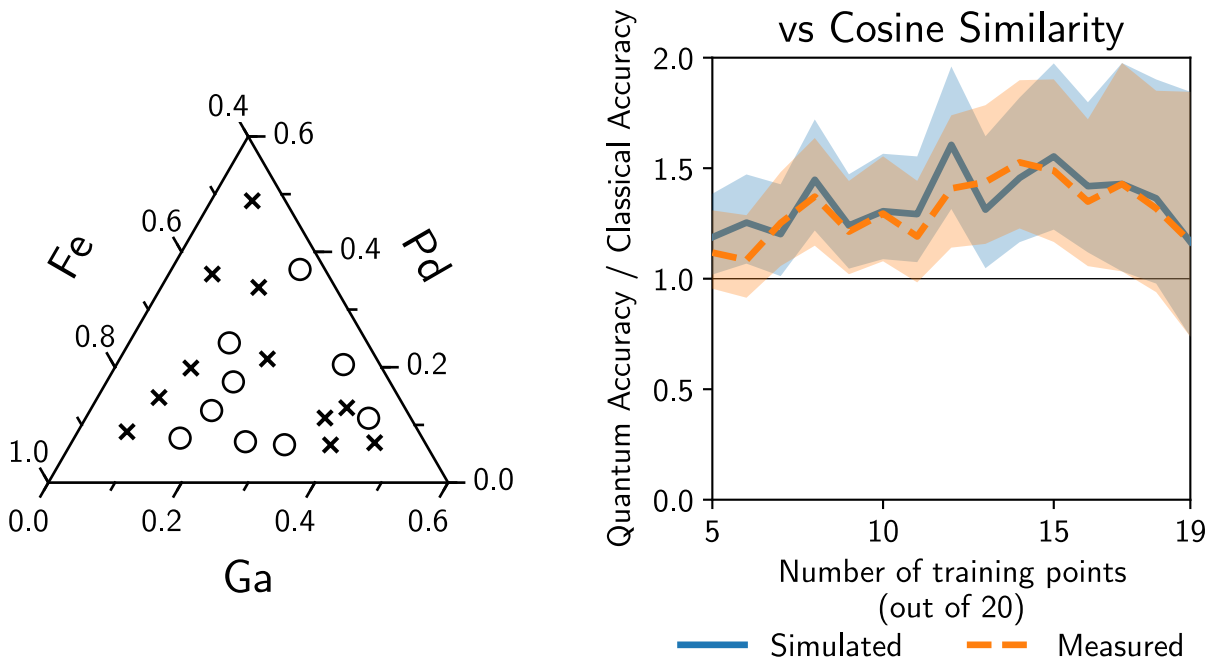 0.4
0.6
0.6
0.4
0.8
0.2
1.0
0.0
0.0
0.2
0.4
0.6
Fe
Pd
Ga
vs Cosine Similarity
Quantum Accuracy / Classical Accuracy
2.0
1.5
1.0
0.5
0.0
5
10
15
19
Number of training points
(out of 20)
Simulated
Measured